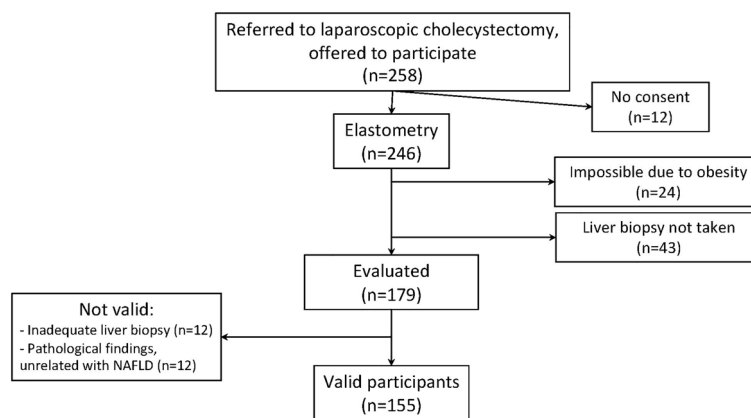 Referred to laparoscopic cholecystectomy,
offered to participate
(n=258)
No consent
(n=12)
Elastometry
(n=246)
Impossible due to obesity
(n=24)
Liver biopsy not taken
(n=43)
Evaluated
(n=179)
Not valid:
- Inadequate liver biopsy (n=12)
- Pathological findings,
unrelated with NAFLD (n=12)
Valid participants
(n=155)